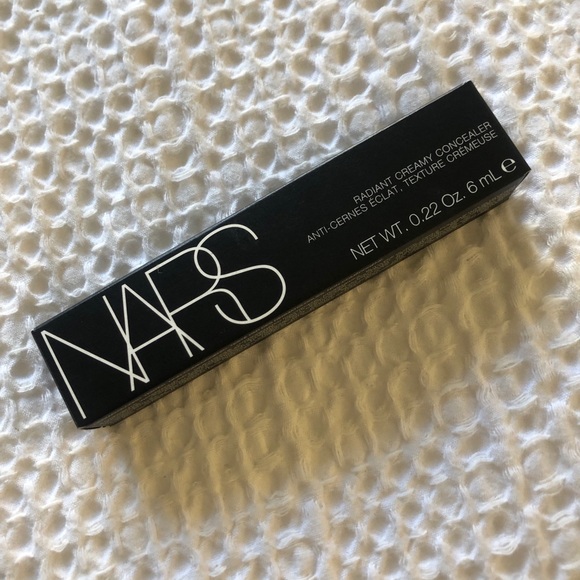 NARS
RADIANT CREAMY CONCEALER
ANTI-CERNES ÉCLAT, TEXTURE CRÉMEUSE
NET WT. 0.22 Oz. 6 mL ℮